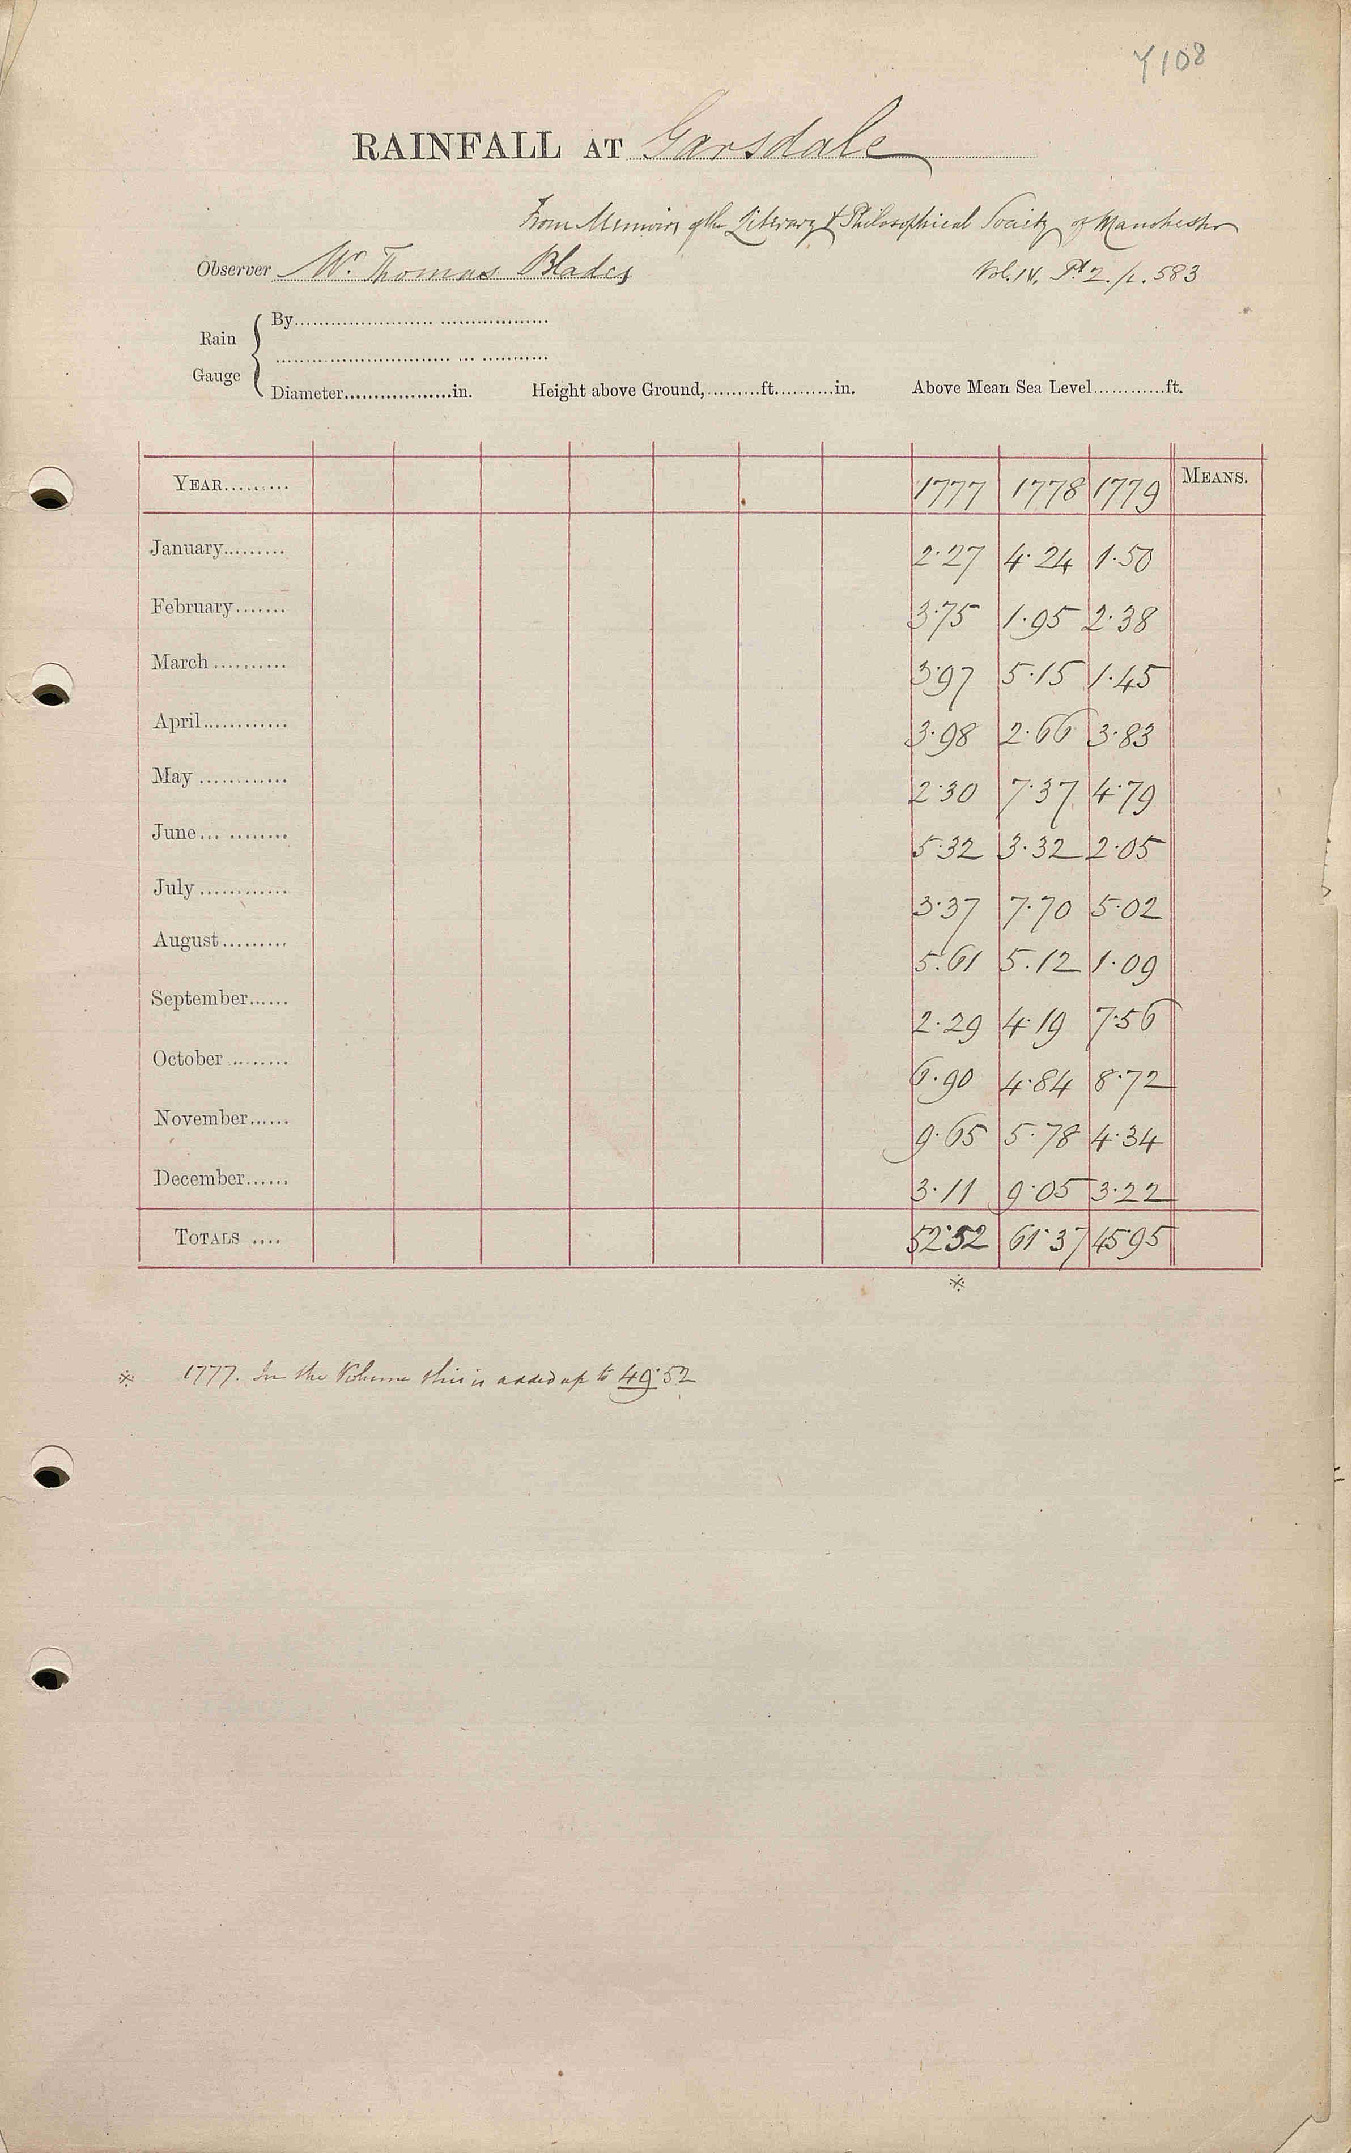 Y108
RAINFALL AT Garsdale
From Memoirs of the Literary & Philosophical Society of Manchester
Observer Mr. Thomas Blades
Vol. IV, Pt 2. p. 583
Rain Gauge { By
Diameter in. Height above Ground, ft. in. Above Mean Sea Level ft.
YEAR 1777 1778 1779 MEANS.
January 2.27 4.24 1.50
February 3.75 1.95 2.38
March 3.97 5.15 1.45
April 3.98 2.66 3.83
May 2.30 7.37 4.79
June 5.32 3.32 2.05
July 3.37 7.70 5.02
August 5.61 5.12 1.09
September 2.29 4.19 7.56
October 6.90 4.84 8.72
November 9.65 5.78 4.34
December 3.11 9.05 3.22
TOTALS 52.52 61.37 45.95
※
※ 1777. In the Volume this is added up to 49.52